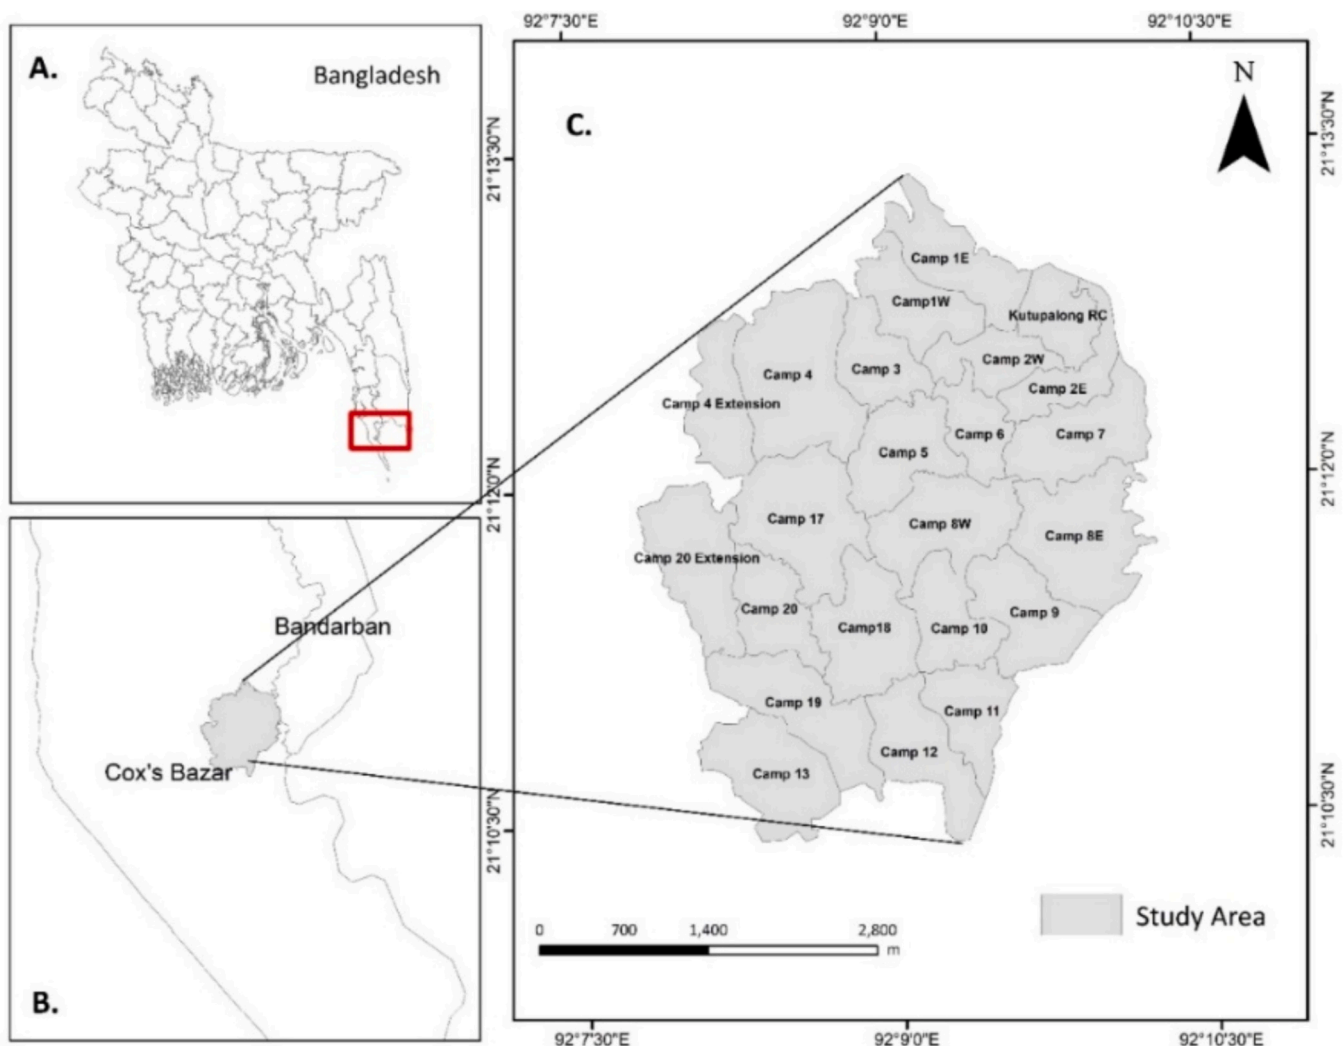 A.
Bangladesh
B.
Bandarban
Cox's Bazar
92°7'30"E
92°9'0"E
92°10'30"E
C.
N
21°13'30"N
21°13'30"N
Camp 1E
Camp1W
Kutupalong RC
Camp 2W
Camp 3
Camp 4
Camp 2E
Camp 4 Extension
Camp 6
Camp 7
Camp 5
21°12'0"N
21°12'0"N
Camp 17
Camp 8W
Camp 8E
Camp 20 Extension
Camp 20
Camp 9
Camp18
Camp 10
Camp 19
Camp 11
Camp 12
Camp 13
21°10'30"N
21°10'30"N
Study Area
0 700 1,400 2,800
m
92°7'30"E
92°9'0"E
92°10'30"E